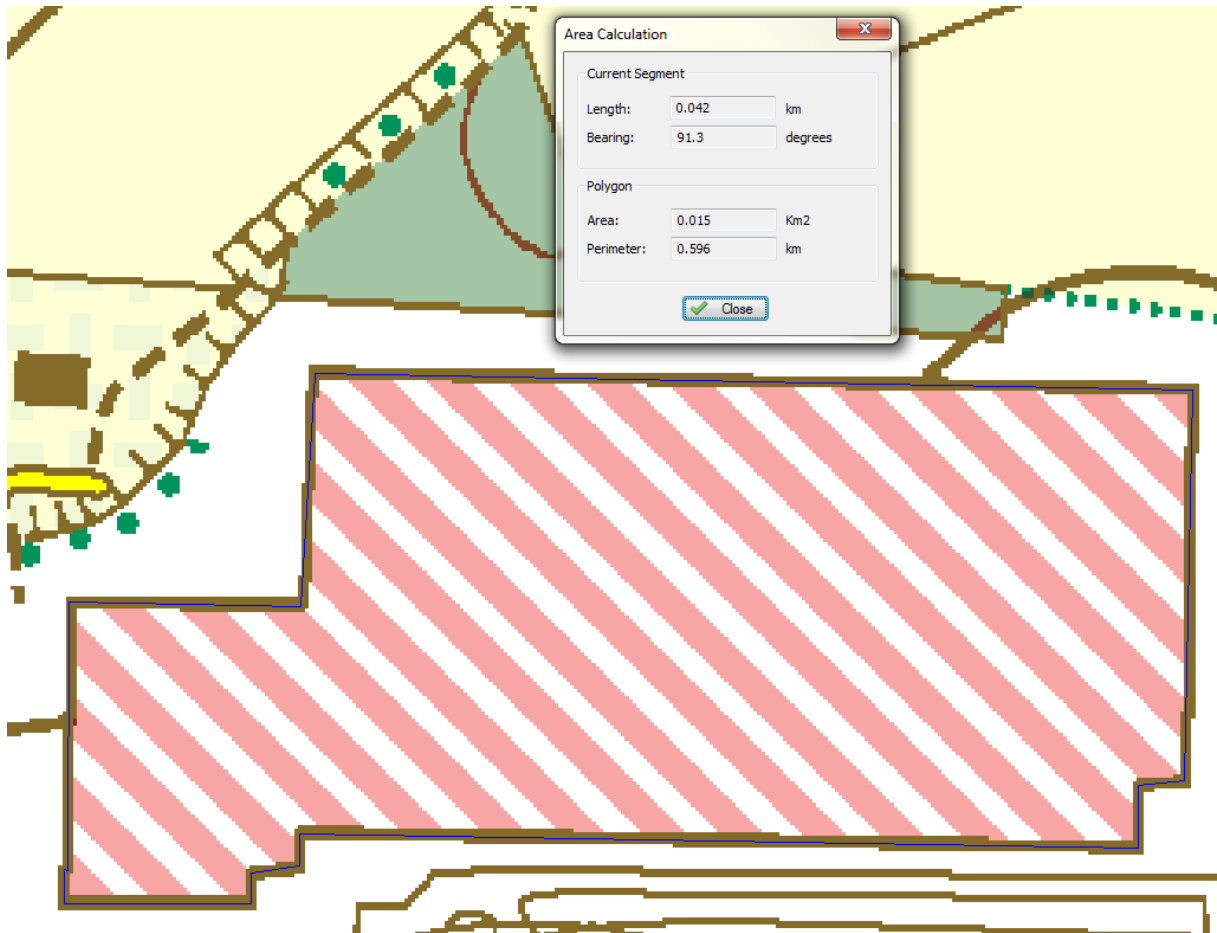 Area Calculation
Current Segment
Length: 0.042 km
Bearing: 91.3 degrees
Polygon
Area: 0.015 Km2
Perimeter: 0.596 km
Close